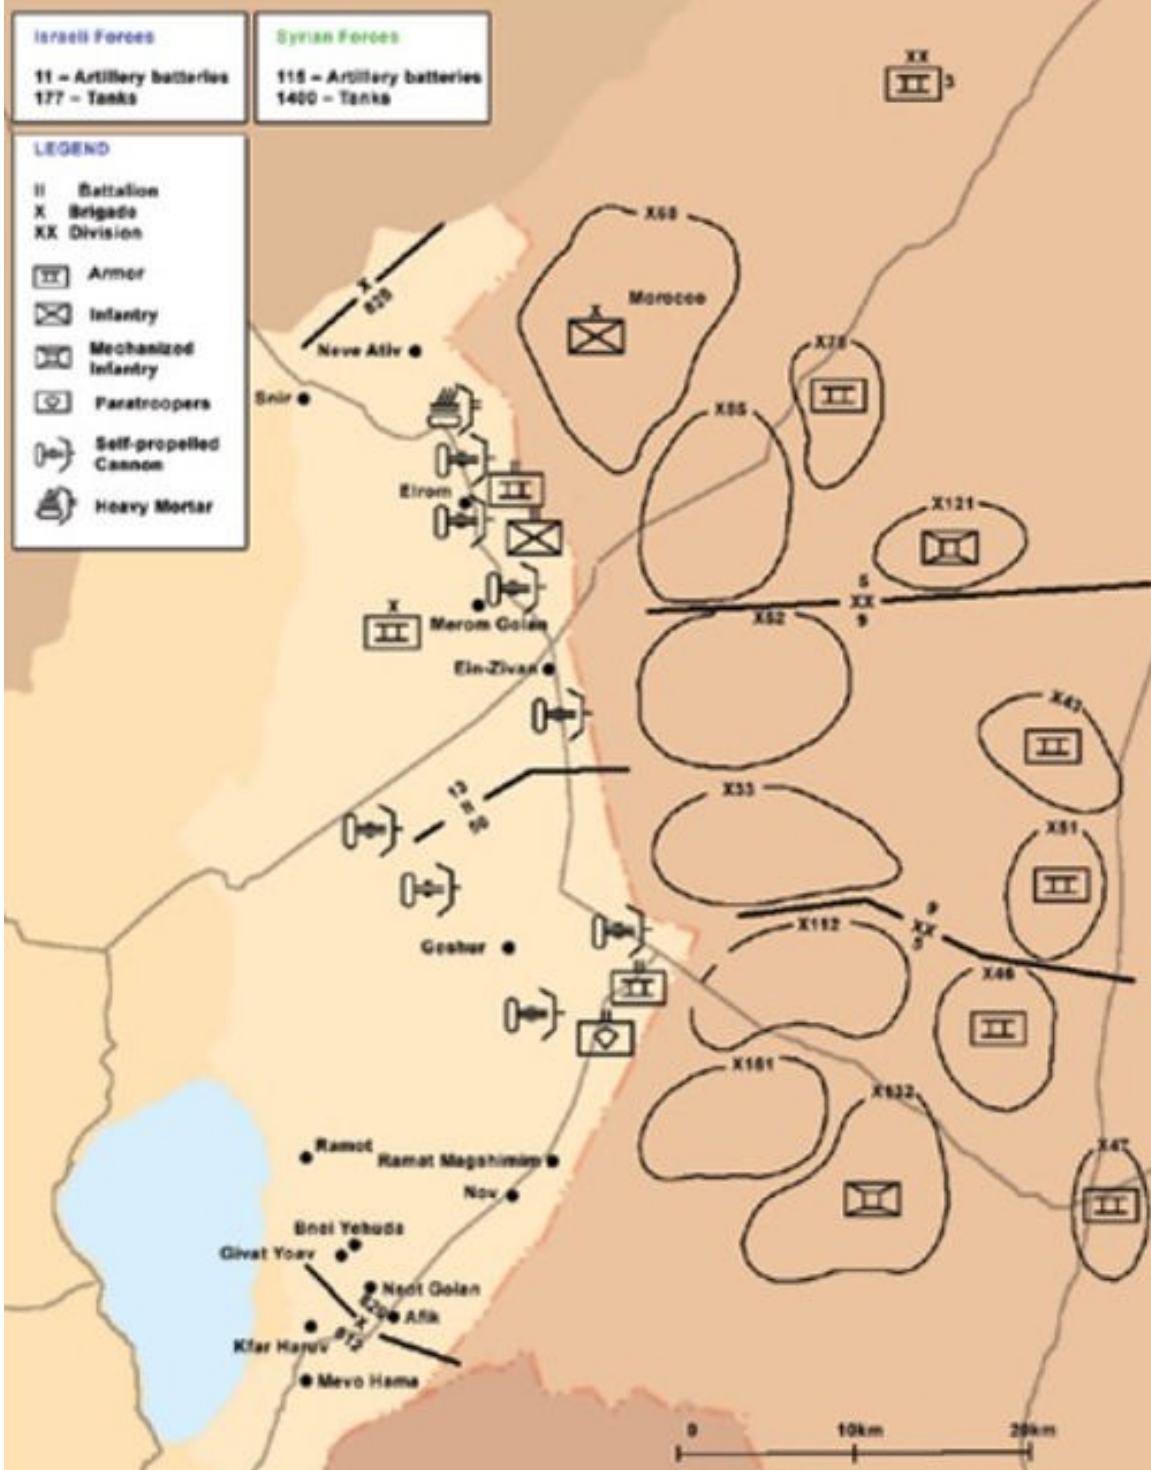 Israeli Forces
11 – Artillery batteries
177 – Tanks
Syrian Forces
115 – Artillery batteries
1400 – Tanks
LEGEND
II Battalion
X Brigade
XX Division
Armor
Infantry
Mechanized
Infantry
Paratroopers
Self-propelled
Cannon
Heavy Mortar
XX
3
X68
X
820
Morocco
X
Neve Ativ
X78
Snir
X85
Elrom
X121
5
XX
9
X
Merom Golan
X52
Ein-Zivan
X43
X33
X51
9
XX
5
X112
Geshur
X46
X161
X132
Ramot
Ramat Magshimim
X47
Nov
Bnei Yehuda
Givat Yoav
Neot Golan
820
X
812
Afik
Kfar Haruv
Mevo Hama
0 10km 20km